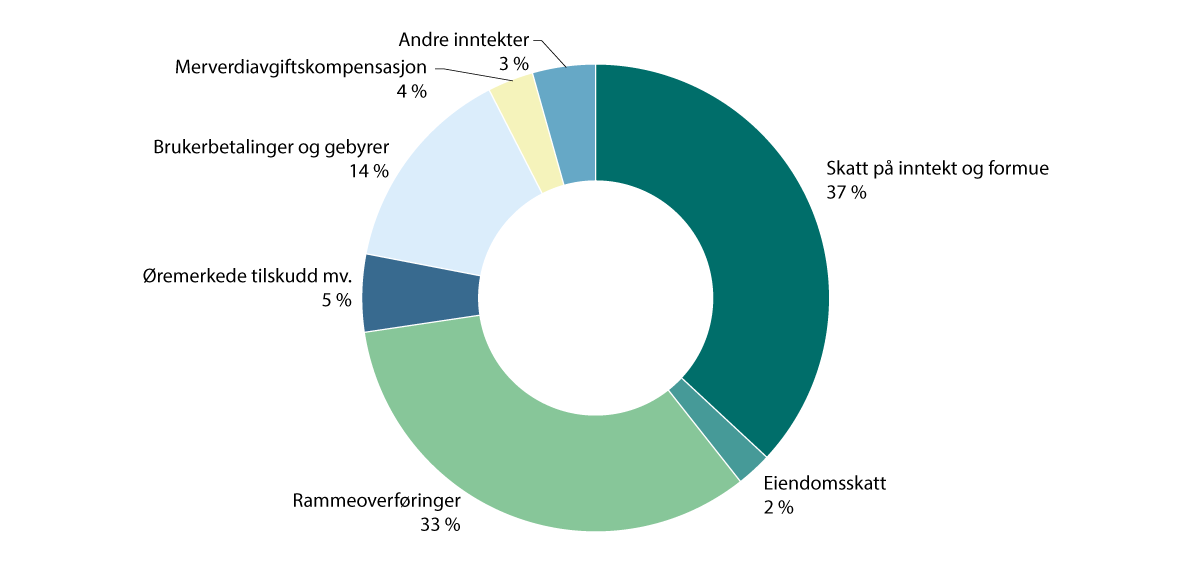 Andre inntekter
3 %
Merverdiavgiftskompensasjon
4 %
Brukerbetalinger og gebyrer
14 %
Skatt på inntekt og formue
37 %
Øremerkede tilskudd mv.
5 %
Eiendomsskatt
2 %
Rammeoverføringer
33 %